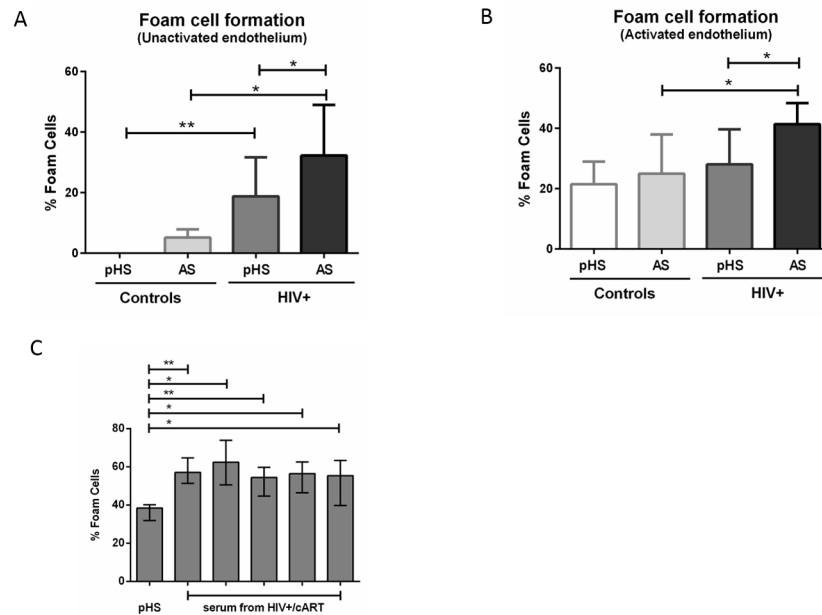 A
Foam cell formation
(Unactivated endothelium)
% Foam Cells
60
40
20
0
*
*
**
pHS
AS
pHS
AS
Controls
HIV+
B
Foam cell formation
(Activated endothelium)
% Foam Cells
60
40
20
0
*
*
pHS
AS
pHS
AS
Controls
HIV+
C
**
*
**
*
*
% Foam Cells
80
60
40
20
0
pHS
serum from HIV+/cART